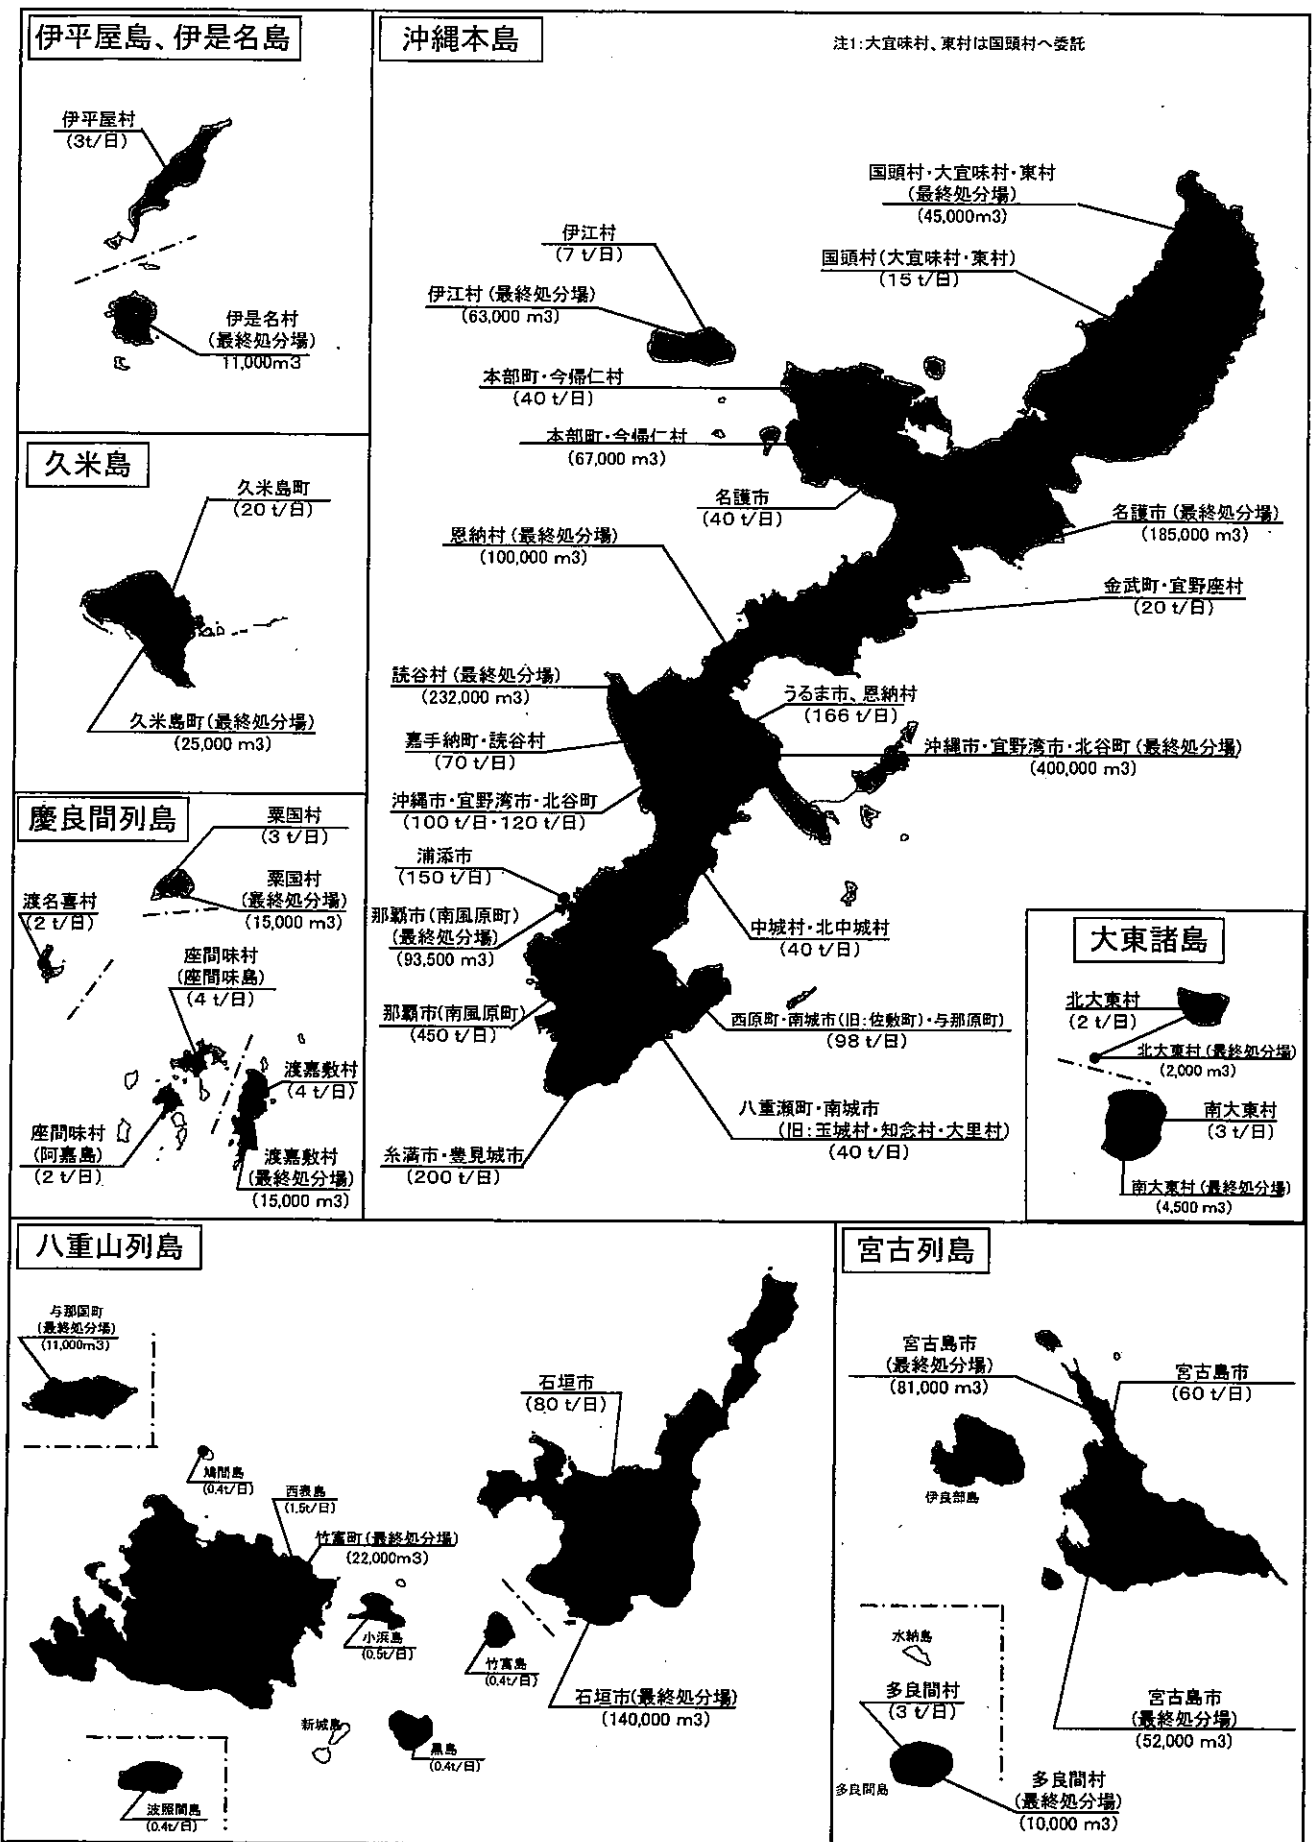 伊平屋島、伊是名島
伊平屋村
(3t/日)
伊是名村
(最終処分場)
11,000m3
久米島
久米島町
(20 t/日)
久米島町(最終処分場)
(25,000 m3)
慶良間列島
粟国村
(3 t/日)
粟国村
(最終処分場)
(15,000 m3)
渡名喜村
(2 t/日)
座間味村
(座間味島)
(4 t/日)
渡嘉敷村
(4 t/日)
座間味村
(阿嘉島)
(2 t/日)
渡嘉敷村
(最終処分場)
(15,000 m3)
沖縄本島
注1:大宜味村、東村は国頭村へ委託
国頭村・大宜味村・東村
(最終処分場)
(45,000m3)
国頭村(大宜味村・東村)
(15 t/日)
伊江村
(7 t/日)
伊江村(最終処分場)
(63,000 m3)
本部町・今帰仁村
(40 t/日)
本部町・今帰仁村
(67,000 m3)
名護市
(40 t/日)
名護市(最終処分場)
(185,000 m3)
恩納村(最終処分場)
(100,000 m3)
金武町・宜野座村
(20 t/日)
読谷村(最終処分場)
(232,000 m3)
うるま市、恩納村
(166 t/日)
嘉手納町・読谷村
(70 t/日)
沖縄市・宜野湾市・北谷町(最終処分場)
(400,000 m3)
沖縄市・宜野湾市・北谷町
(100 t/日・120 t/日)
浦添市
(150 t/日)
那覇市(南風原町)
(最終処分場)
(93,500 m3)
中城村・北中城村
(40 t/日)
那覇市(南風原町)
(450 t/日)
西原町・南城市(旧:佐敷町)・与那原町)
(98 t/日)
八重瀬町・南城市
(旧:玉城村・知念村・大里村)
(40 t/日)
糸満市・豊見城市
(200 t/日)
大東諸島
北大東村
(2 t/日)
北大東村(最終処分場)
(2,000 m3)
南大東村
(3 t/日)
南大東村(最終処分場)
(4,500 m3)
八重山列島
与那国町
(最終処分場)
(11,000m3)
石垣市
(80 t/日)
鳩間島
(0.4t/日)
西表島
(1.5t/日)
竹富町(最終処分場)
(22,000m3)
小浜島
(0.5t/日)
竹富島
(0.4t/日)
石垣市(最終処分場)
(140,000 m3)
新城島
黒島
(0.4t/日)
波照間島
(0.4t/日)
宮古列島
宮古島市
(最終処分場)
(81,000 m3)
宮古島市
(60 t/日)
伊良部島
水納島
多良間村
(3 t/日)
宮古島市
(最終処分場)
(52,000 m3)
多良間島
多良間村
(最終処分場)
(10,000 m3)